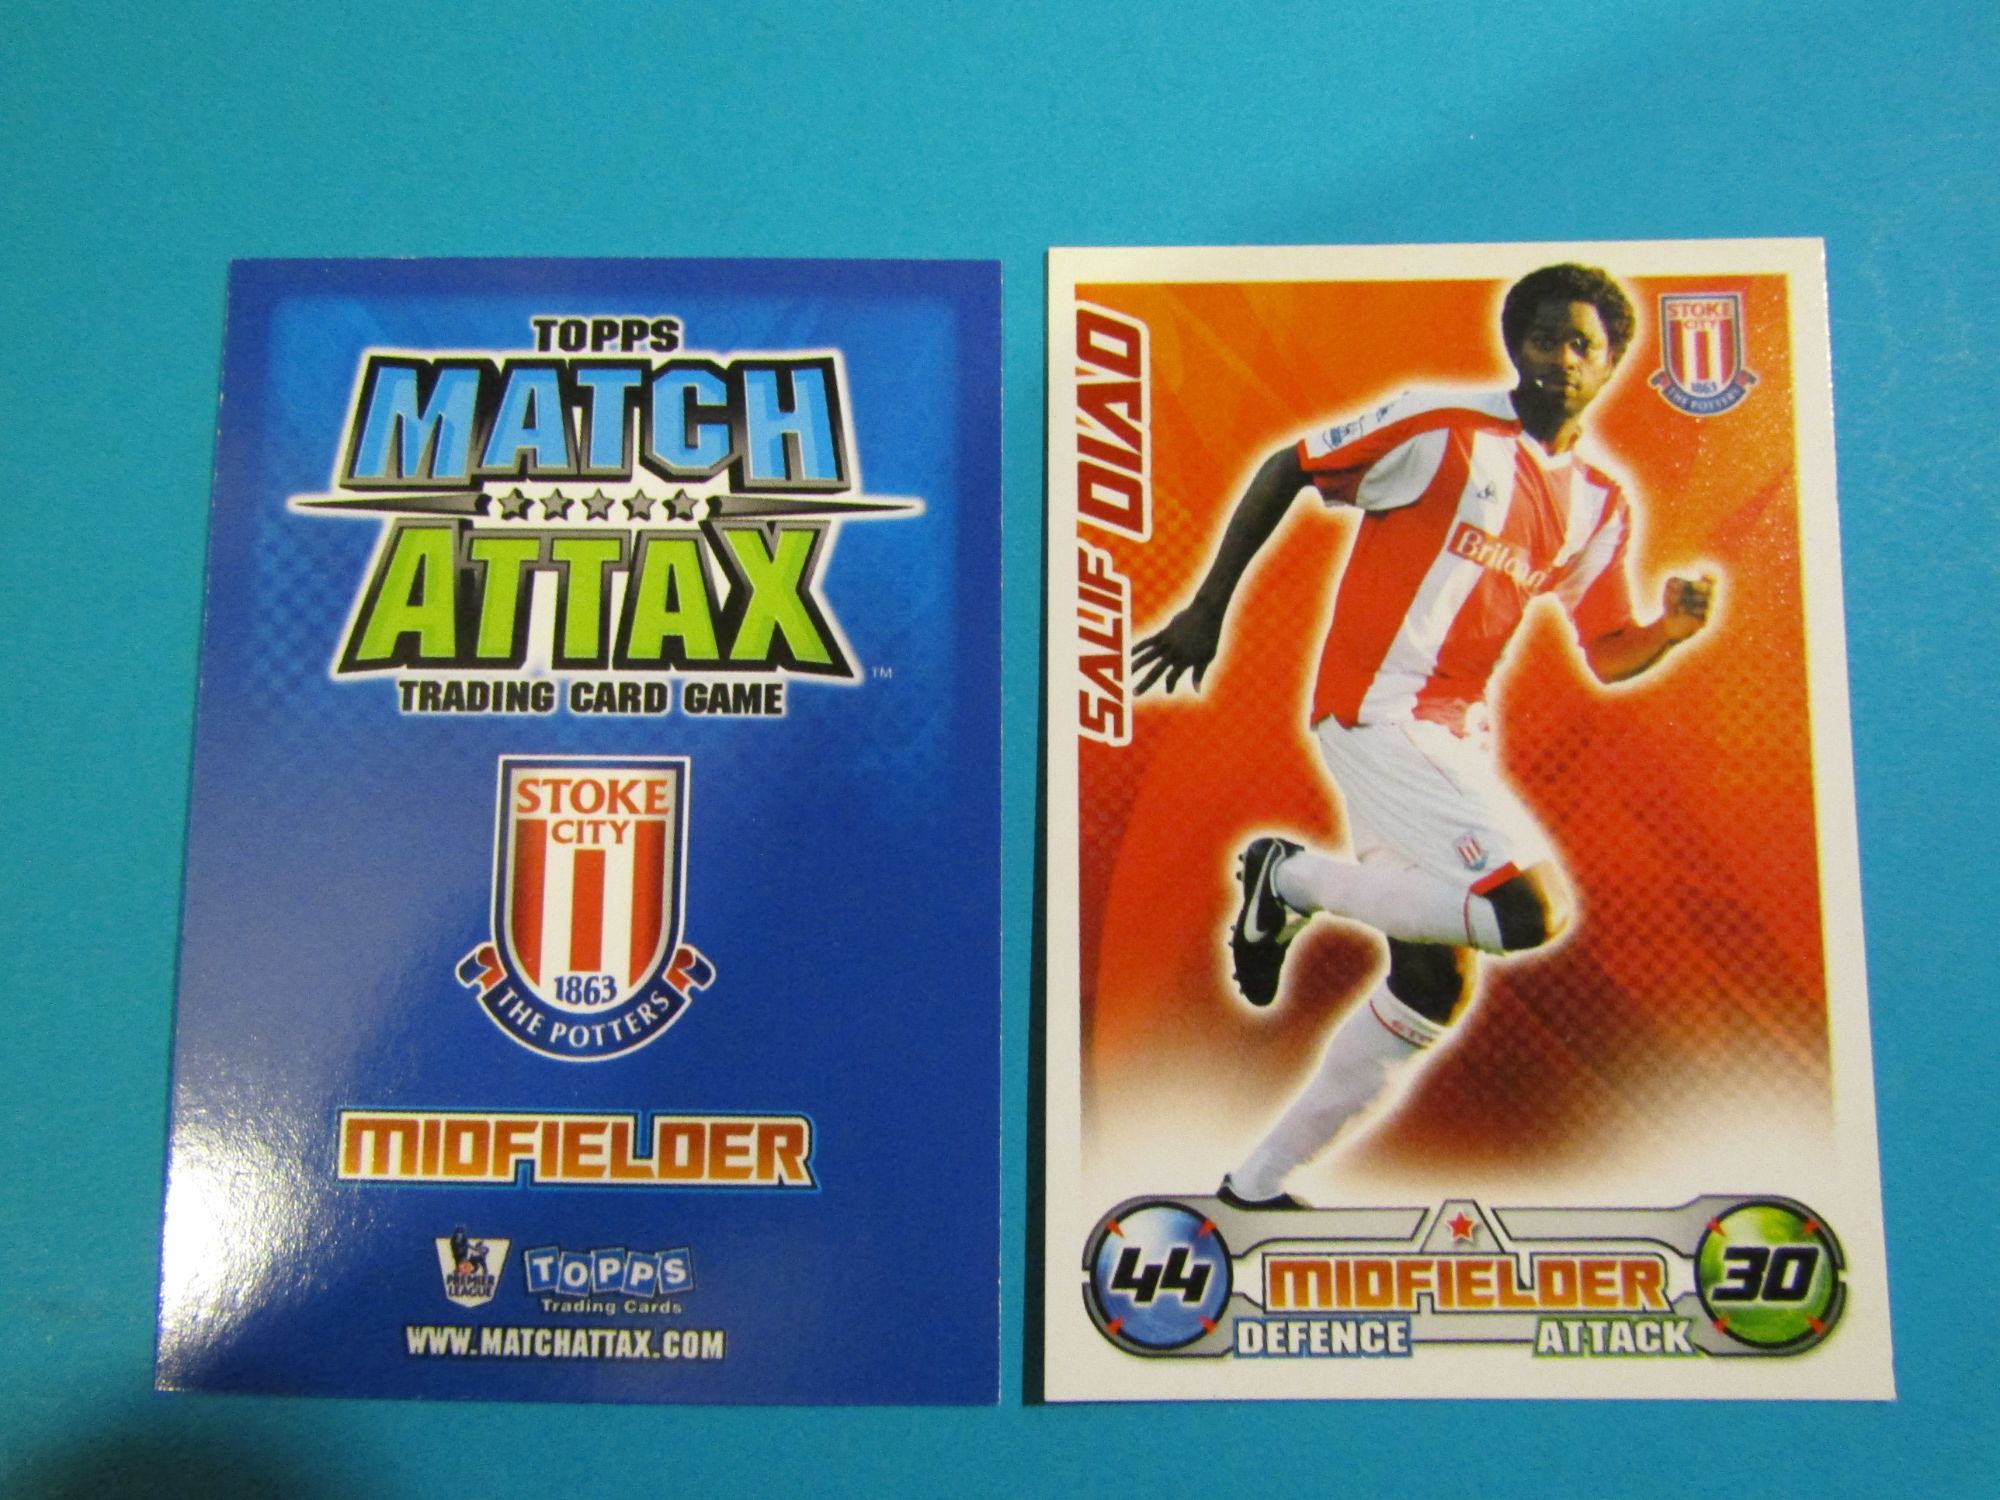 TOPPS
MATCH
ATTAX
TM
TRADING CARD GAME
STOKE
CITY
1863
THE POTTERS
MIDFIELDER
PREMIER
LEAGUE
TOPPS
Trading Cards
WWW.MATCHATTAX.COM
SALIF DIAO
STOKE
CITY
1863
THE POTTERS
Britannia
44
MIDFIELDER
30
DEFENCE
ATTACK